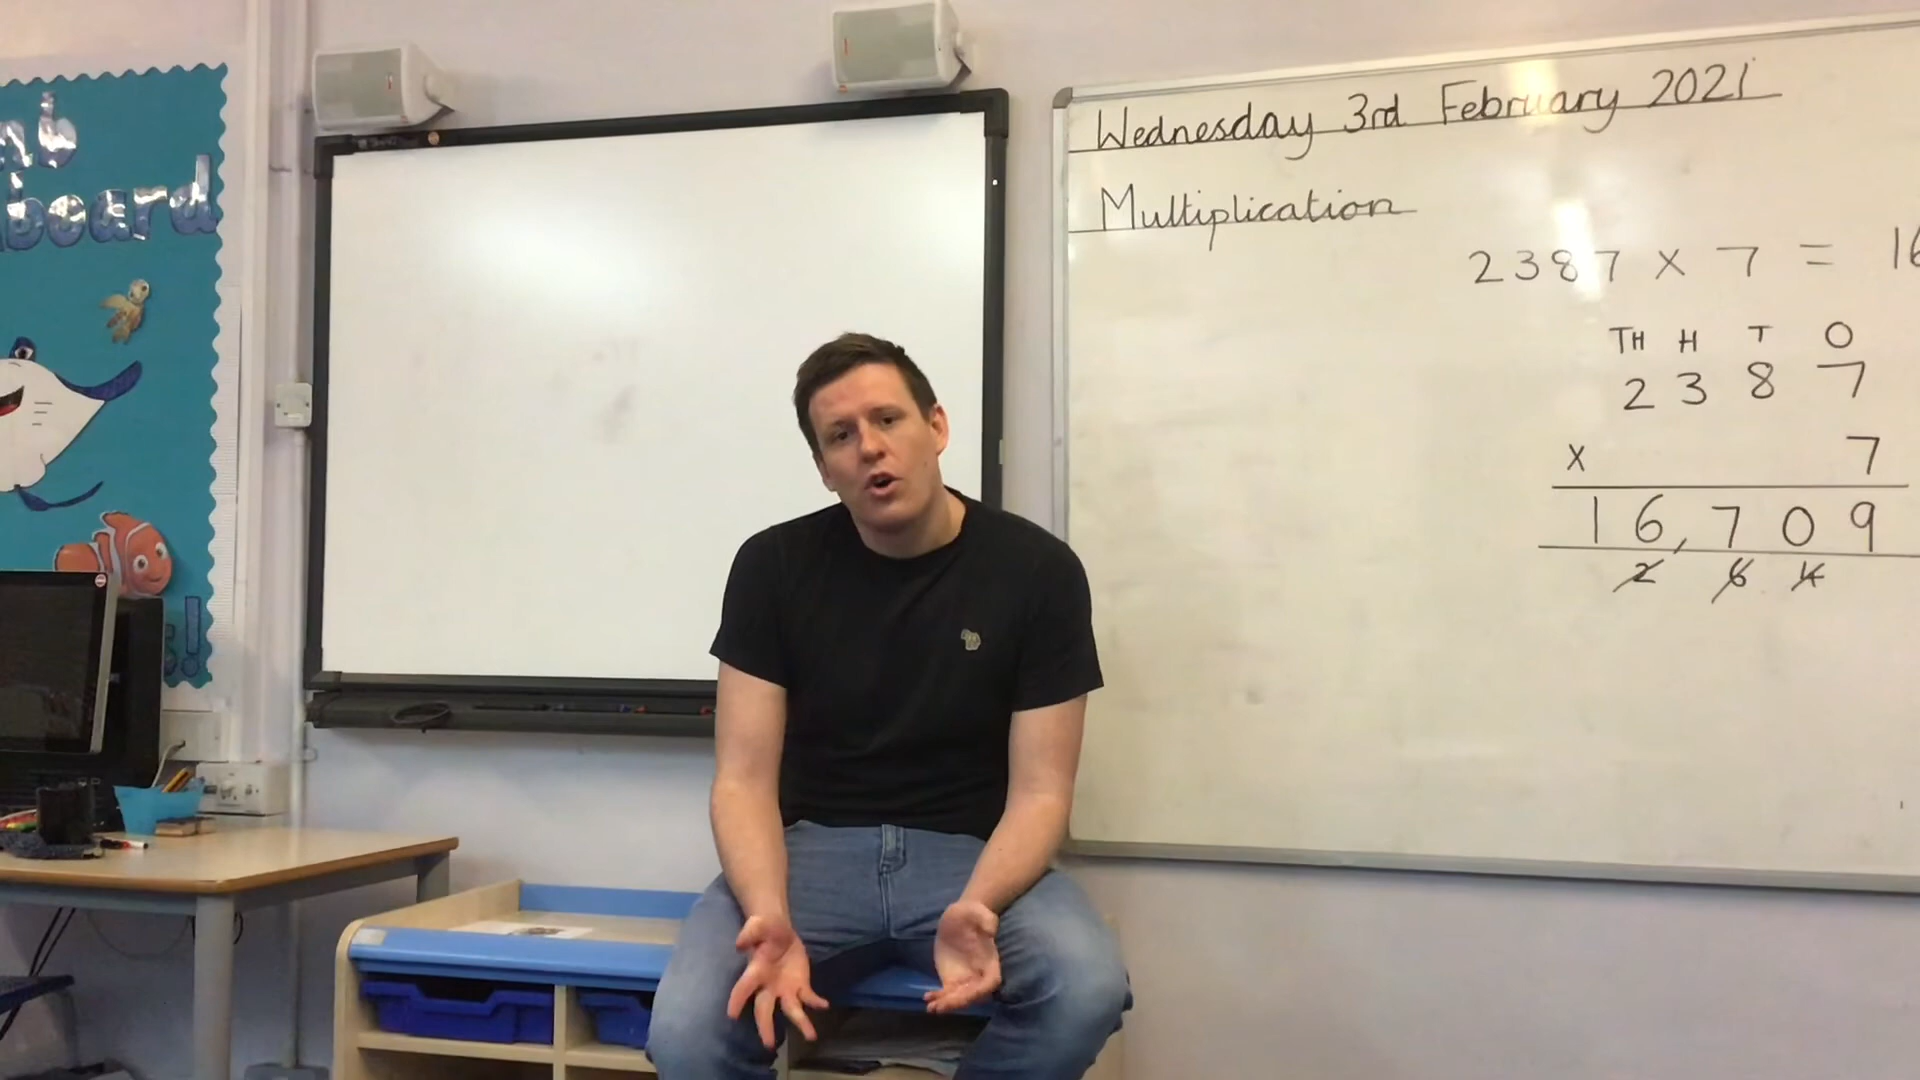 board
Wednesday 3rd February 2021
Multiplication
2387 x 7 = 16
TH H T O
2 3 8 7
x 7
16,709
2 6 4